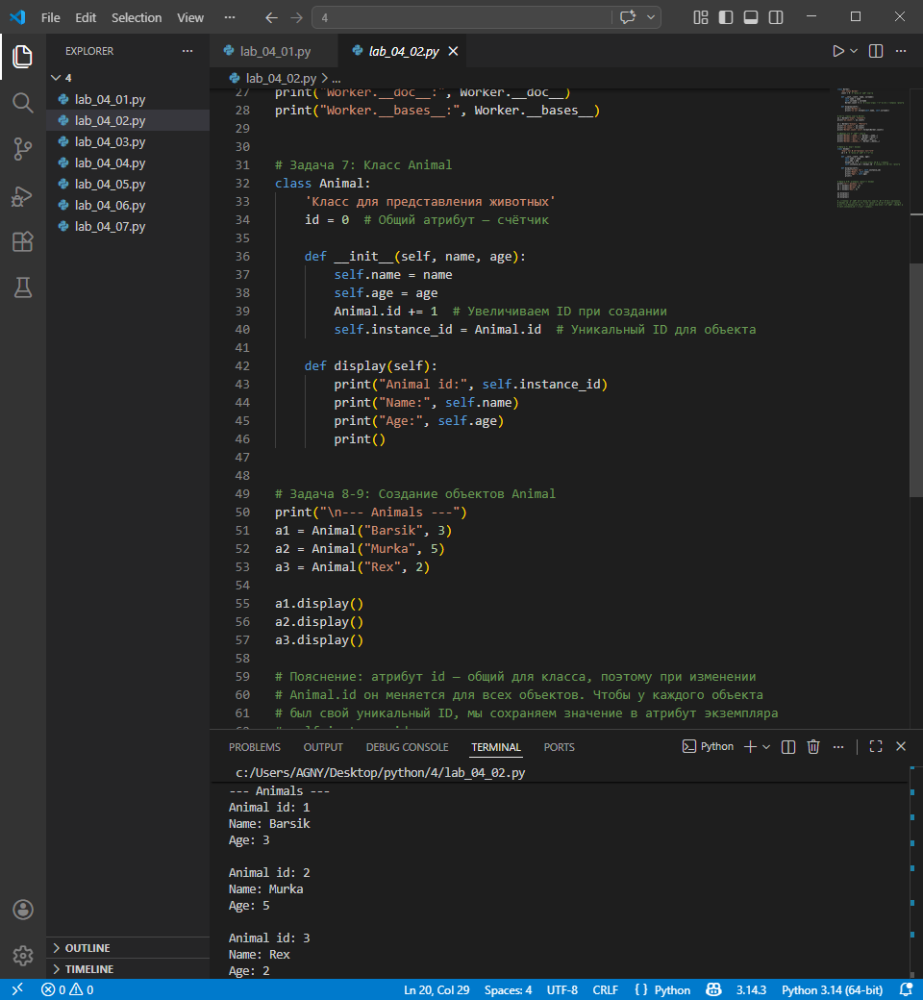 File Edit Selection View ··· 4
EXPLORER ···
4
lab_04_01.py
lab_04_02.py
lab_04_03.py
lab_04_04.py
lab_04_05.py
lab_04_06.py
lab_04_07.py
OUTLINE
TIMELINE
lab_04_01.py lab_04_02.py
lab_04_02.py > ...
27 print("Worker.__doc__:", Worker.__doc__)
28 print("Worker.__bases__:", Worker.__bases__)
29
30
31 # Задача 7: Класс Animal
32 class Animal:
33 'Класс для представления животных'
34 id = 0 # Общий атрибут — счётчик
35
36 def __init__(self, name, age):
37 self.name = name
38 self.age = age
39 Animal.id += 1 # Увеличиваем ID при создании
40 self.instance_id = Animal.id # Уникальный ID для объекта
41
42 def display(self):
43 print("Animal id:", self.instance_id)
44 print("Name:", self.name)
45 print("Age:", self.age)
46 print()
47
48
49 # Задача 8-9: Создание объектов Animal
50 print("\n--- Animals ---")
51 a1 = Animal("Barsik", 3)
52 a2 = Animal("Murka", 5)
53 a3 = Animal("Rex", 2)
54
55 a1.display()
56 a2.display()
57 a3.display()
58
59 # Пояснение: атрибут id — общий для класса, поэтому при изменении
60 # Animal.id он меняется для всех объектов. Чтобы у каждого объекта
61 # был свой уникальный ID, мы сохраняем значение в атрибут экземпляра
PROBLEMS OUTPUT DEBUG CONSOLE TERMINAL PORTS Python
c:/Users/AGNY/Desktop/python/4/lab_04_02.py
--- Animals ---
Animal id: 1
Name: Barsik
Age: 3
Animal id: 2
Name: Murka
Age: 5
Animal id: 3
Name: Rex
Age: 2
0 0 Ln 20, Col 29 Spaces: 4 UTF-8 CRLF { } Python 3.14.3 Python 3.14 (64-bit)